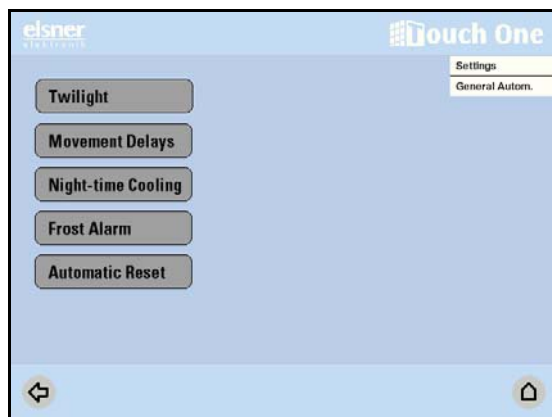 elsner
elektronik
Touch One
Settings
General Autom.
Twilight
Movement Delays
Night-time Cooling
Frost Alarm
Automatic Reset